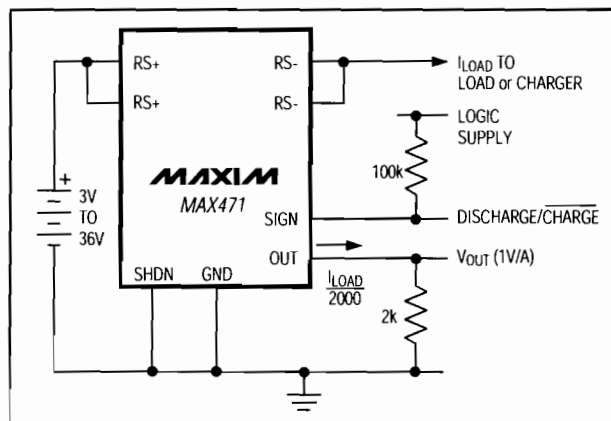 RS+
RS-
ILOAD TO
LOAD or CHARGER
RS+
RS-
LOGIC
SUPPLY
100k
MAXIM
MAX471
+
3V
TO
36V
SIGN
DISCHARGE/CHARGE
OUT
VOUT (1V/A)
SHDN
GND
ILOAD
2000
2k